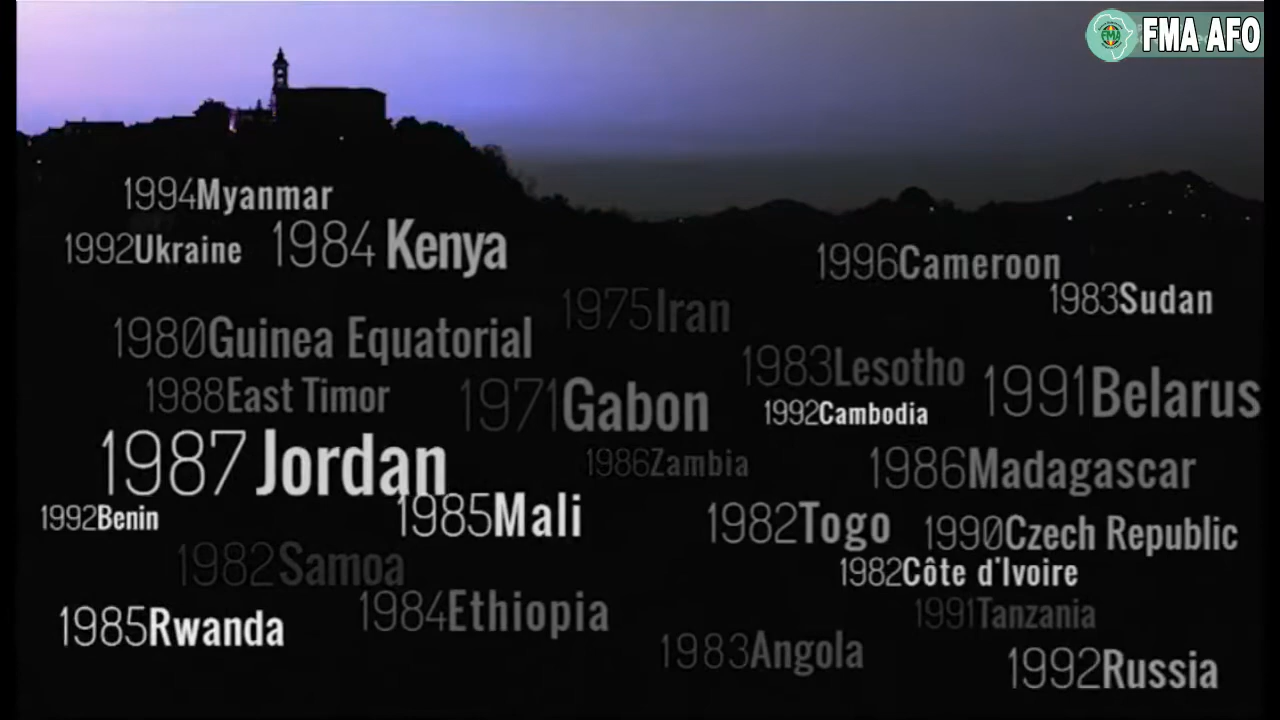 FMA AFO
FMA
1994Myanmar
1992Ukraine
1984 Kenya
1996Cameroon
1983Sudan
1975Iran
1980Guinea Equatorial
1983Lesotho
1991Belarus
1988East Timor
1971Gabon
1992Cambodia
1987 Jordan
1986Zambia
1986Madagascar
1992Benin
1985Mali
1982Togo
1990Czech Republic
1982Samoa
1982Côte d'Ivoire
1985Rwanda
1984Ethiopia
1991Tanzania
1983Angola
1992Russia